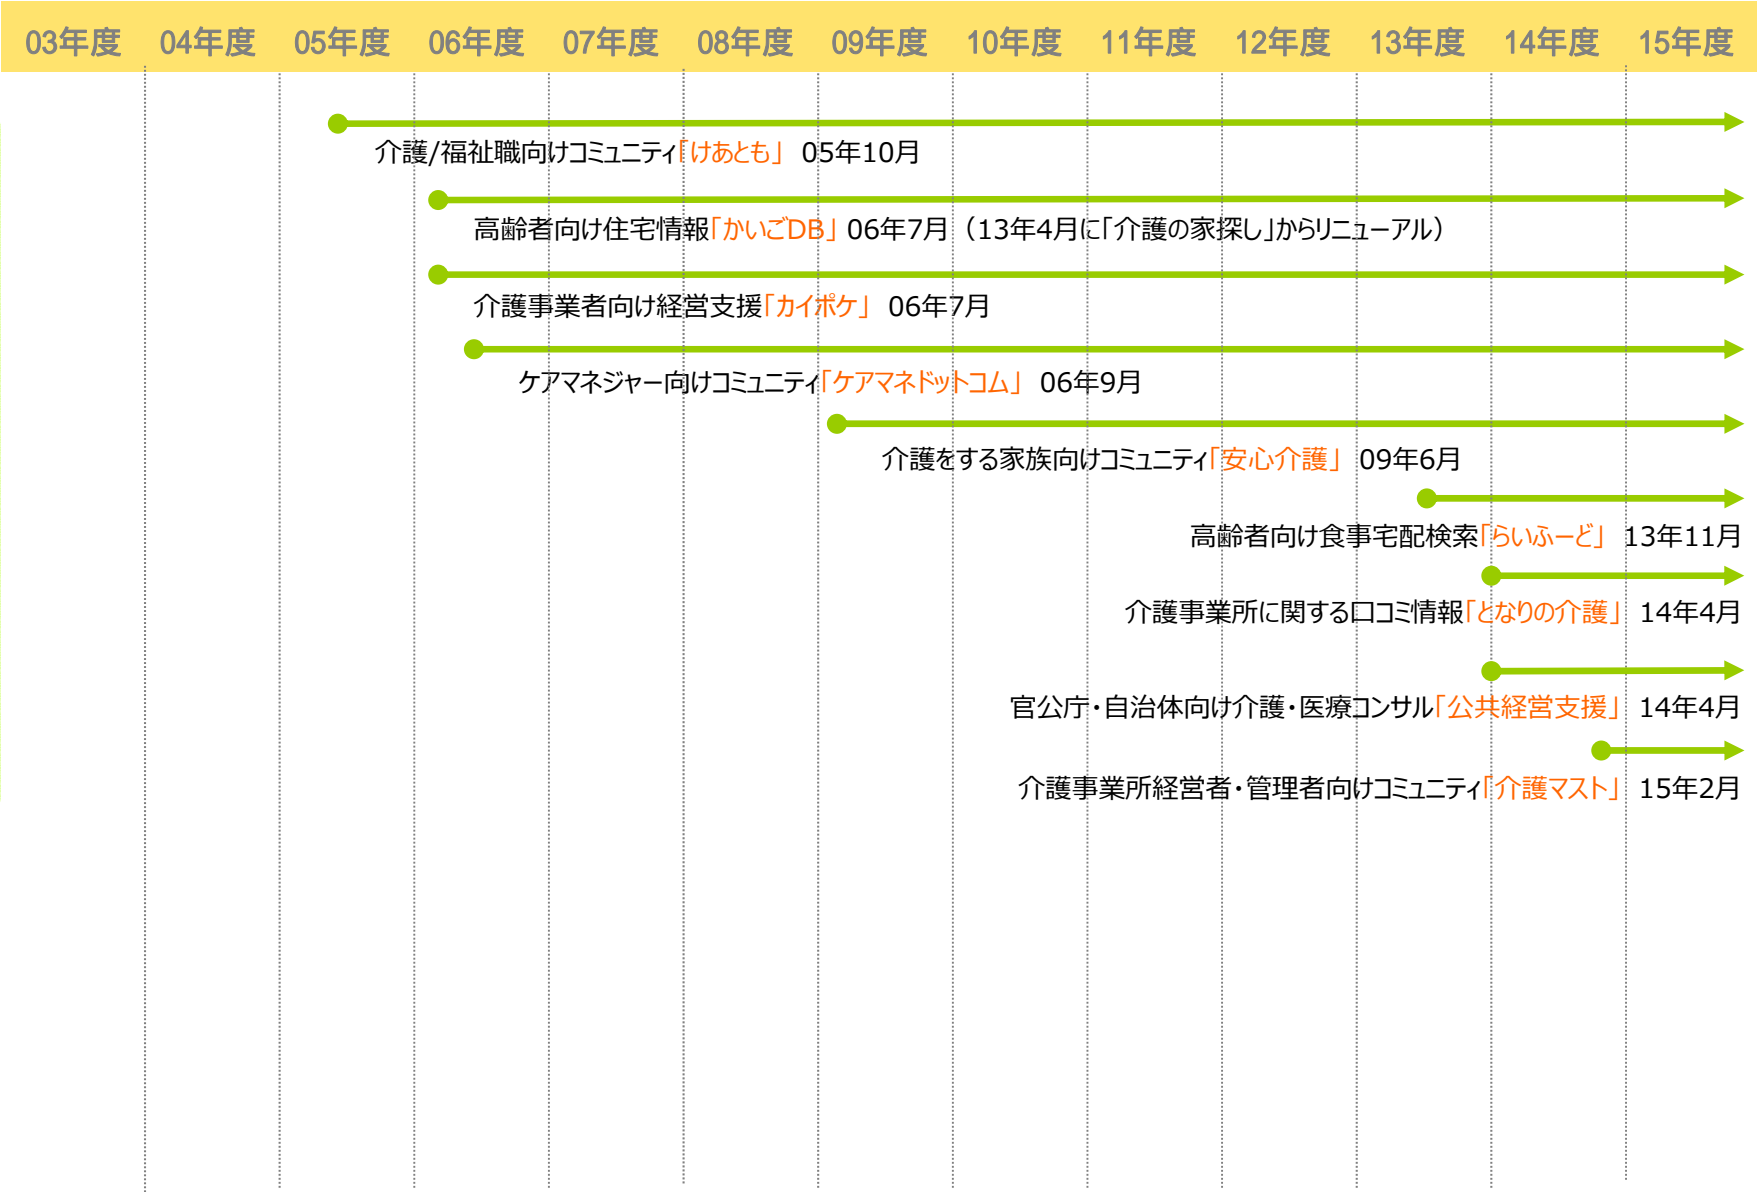 03年度 04年度 05年度 06年度 07年度 08年度 09年度 10年度 11年度 12年度 13年度 14年度 15年度
介護/福祉職向けコミュニティ「けあとも」 05年10月
高齢者向け住宅情報「かいごDB」 06年7月（13年4月に「介護の家探し」からリニューアル）
介護事業者向け経営支援「カイポケ」 06年7月
ケアマネジャー向けコミュニティ「ケアマネドットコム」 06年9月
介護をする家族向けコミュニティ「安心介護」 09年6月
高齢者向け食事宅配検索「らいふーど」 13年11月
介護事業所に関する口コミ情報「となりの介護」 14年4月
官公庁・自治体向け介護・医療コンサル「公共経営支援」 14年4月
介護事業所経営者・管理者向けコミュニティ「介護マスト」 15年2月